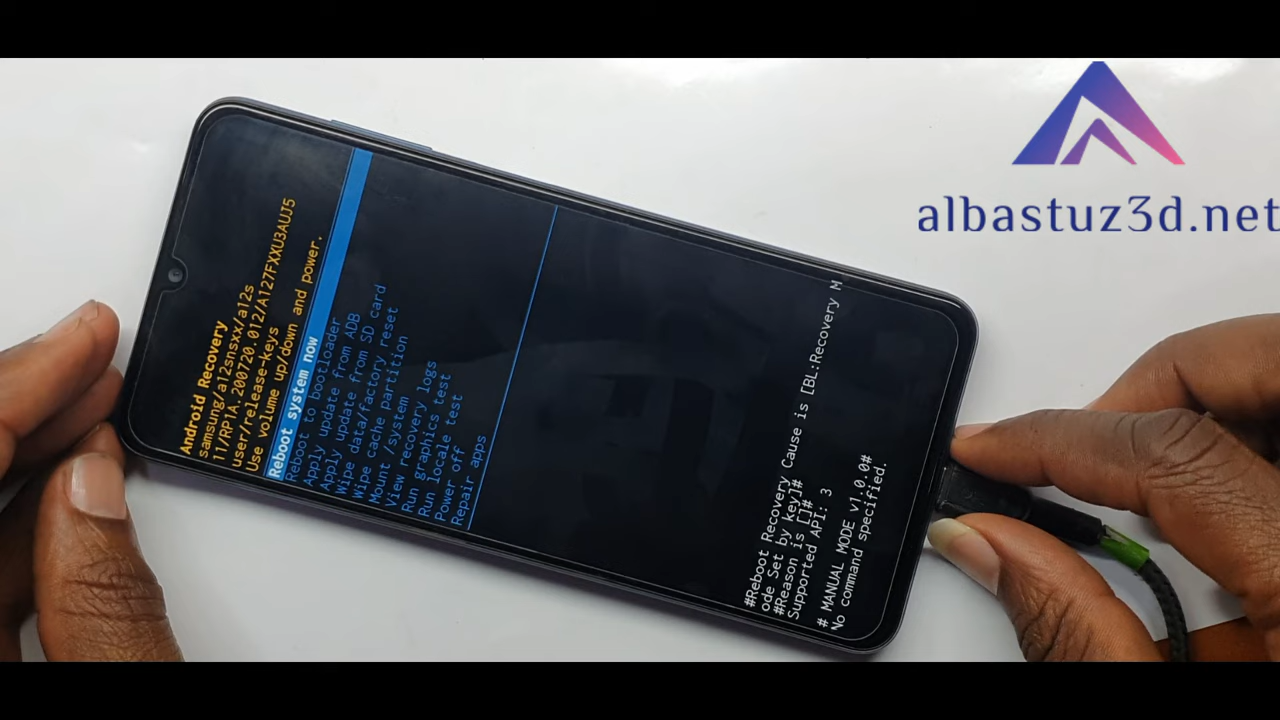 albastuz3d.net
Android Recovery
samsung/a12snsxx/a12s
11/RP1A.200720.012/A127FXXU3AUJ5
user/release-keys
Use volume up/down and power.
Reboot system now
Reboot to bootloader
Apply update from ADB
Apply update from SD card
Wipe data/factory reset
Wipe cache partition
Mount /system
View recovery logs
Run graphics test
Run locale test
Power off
Repair apps
#Reboot Recovery Cause is [BL:Recovery M
ode Set by key]#
#Reason is []#
Supported API: 3
# MANUAL MODE v1.0.0#
No command specified.